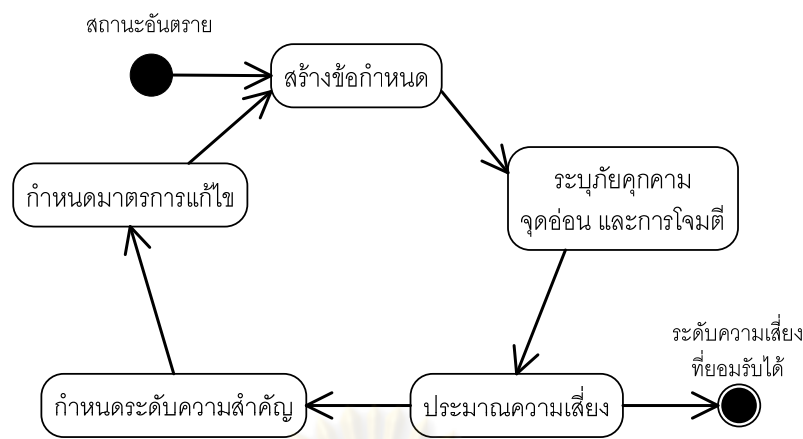 สถานะอันตราย
สร้างข้อกำหนด
กำหนดมาตรการแก้ไข
ระบุภัยคุกคาม
จุดอ่อน และการโจมตี
ระดับความเสี่ยง
ที่ยอมรับได้
กำหนดระดับความสำคัญ
ประมาณความเสี่ยง